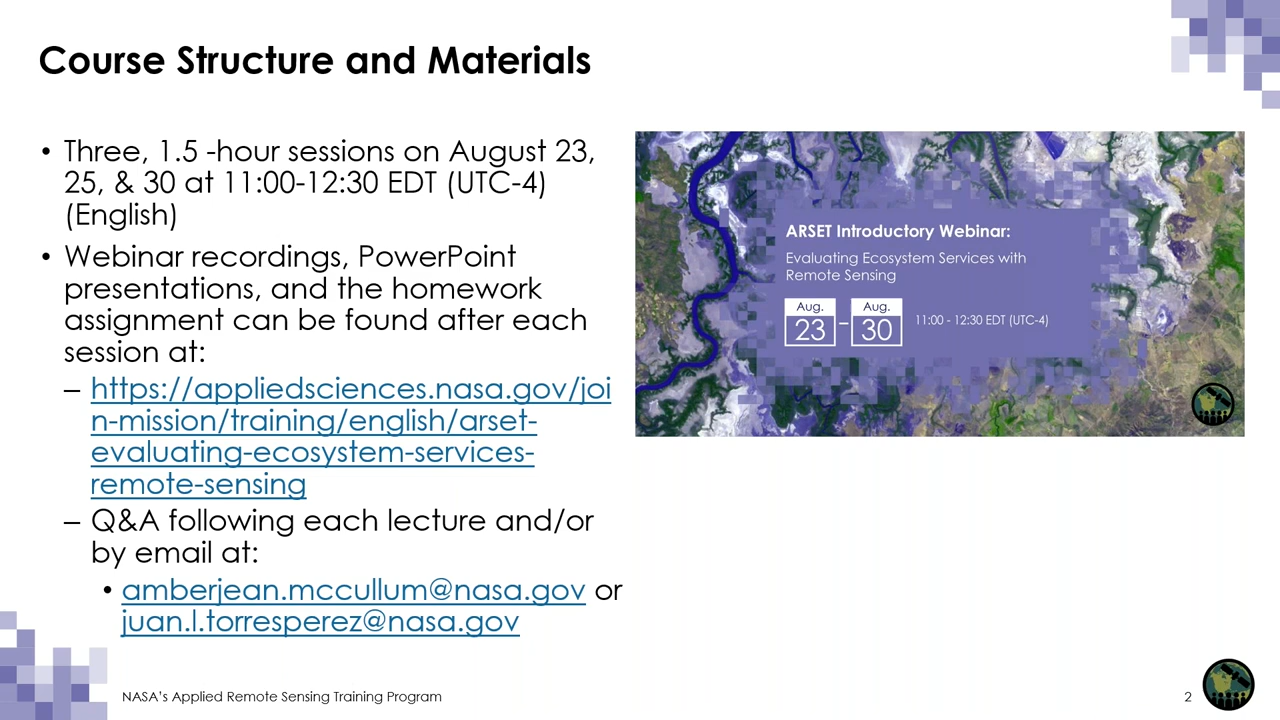 Course Structure and Materials
• Three, 1.5 -hour sessions on August 23,
25, & 30 at 11:00-12:30 EDT (UTC-4)
(English)
• Webinar recordings, PowerPoint
presentations, and the homework
assignment can be found after each
session at:
– https://appliedsciences.nasa.gov/joi
n-mission/training/english/arset-
evaluating-ecosystem-services-
remote-sensing
– Q&A following each lecture and/or
by email at:
• amberjean.mccullum@nasa.gov or
juan.l.torresperez@nasa.gov
ARSET Introductory Webinar:
Evaluating Ecosystem Services with
Remote Sensing
Aug. Aug.
23 – 30 11:00 - 12:30 EDT (UTC-4)
NASA's Applied Remote Sensing Training Program
2